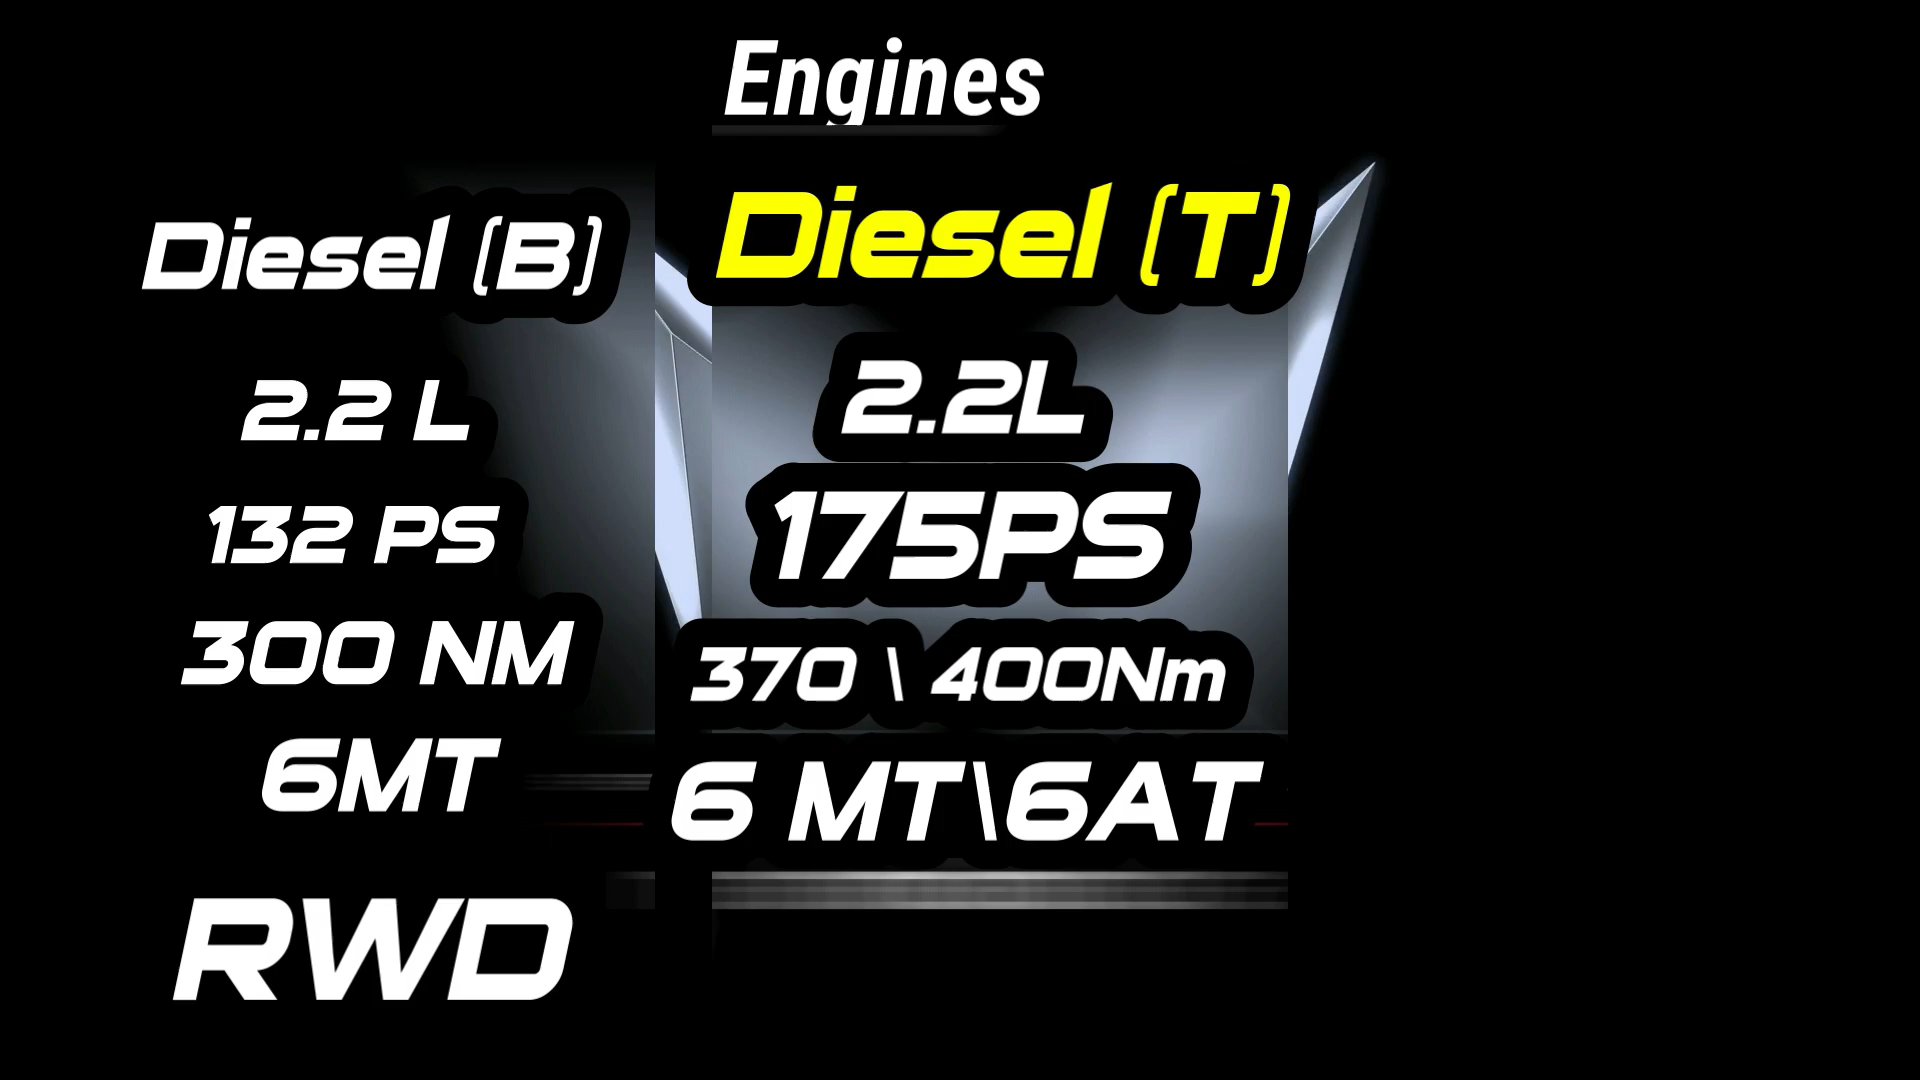 Engines
Diesel (B)
2.2 L
132 PS
300 NM
6MT
RWD
Diesel (T)
2.2L
175PS
370 \ 400Nm
6 MT\6AT